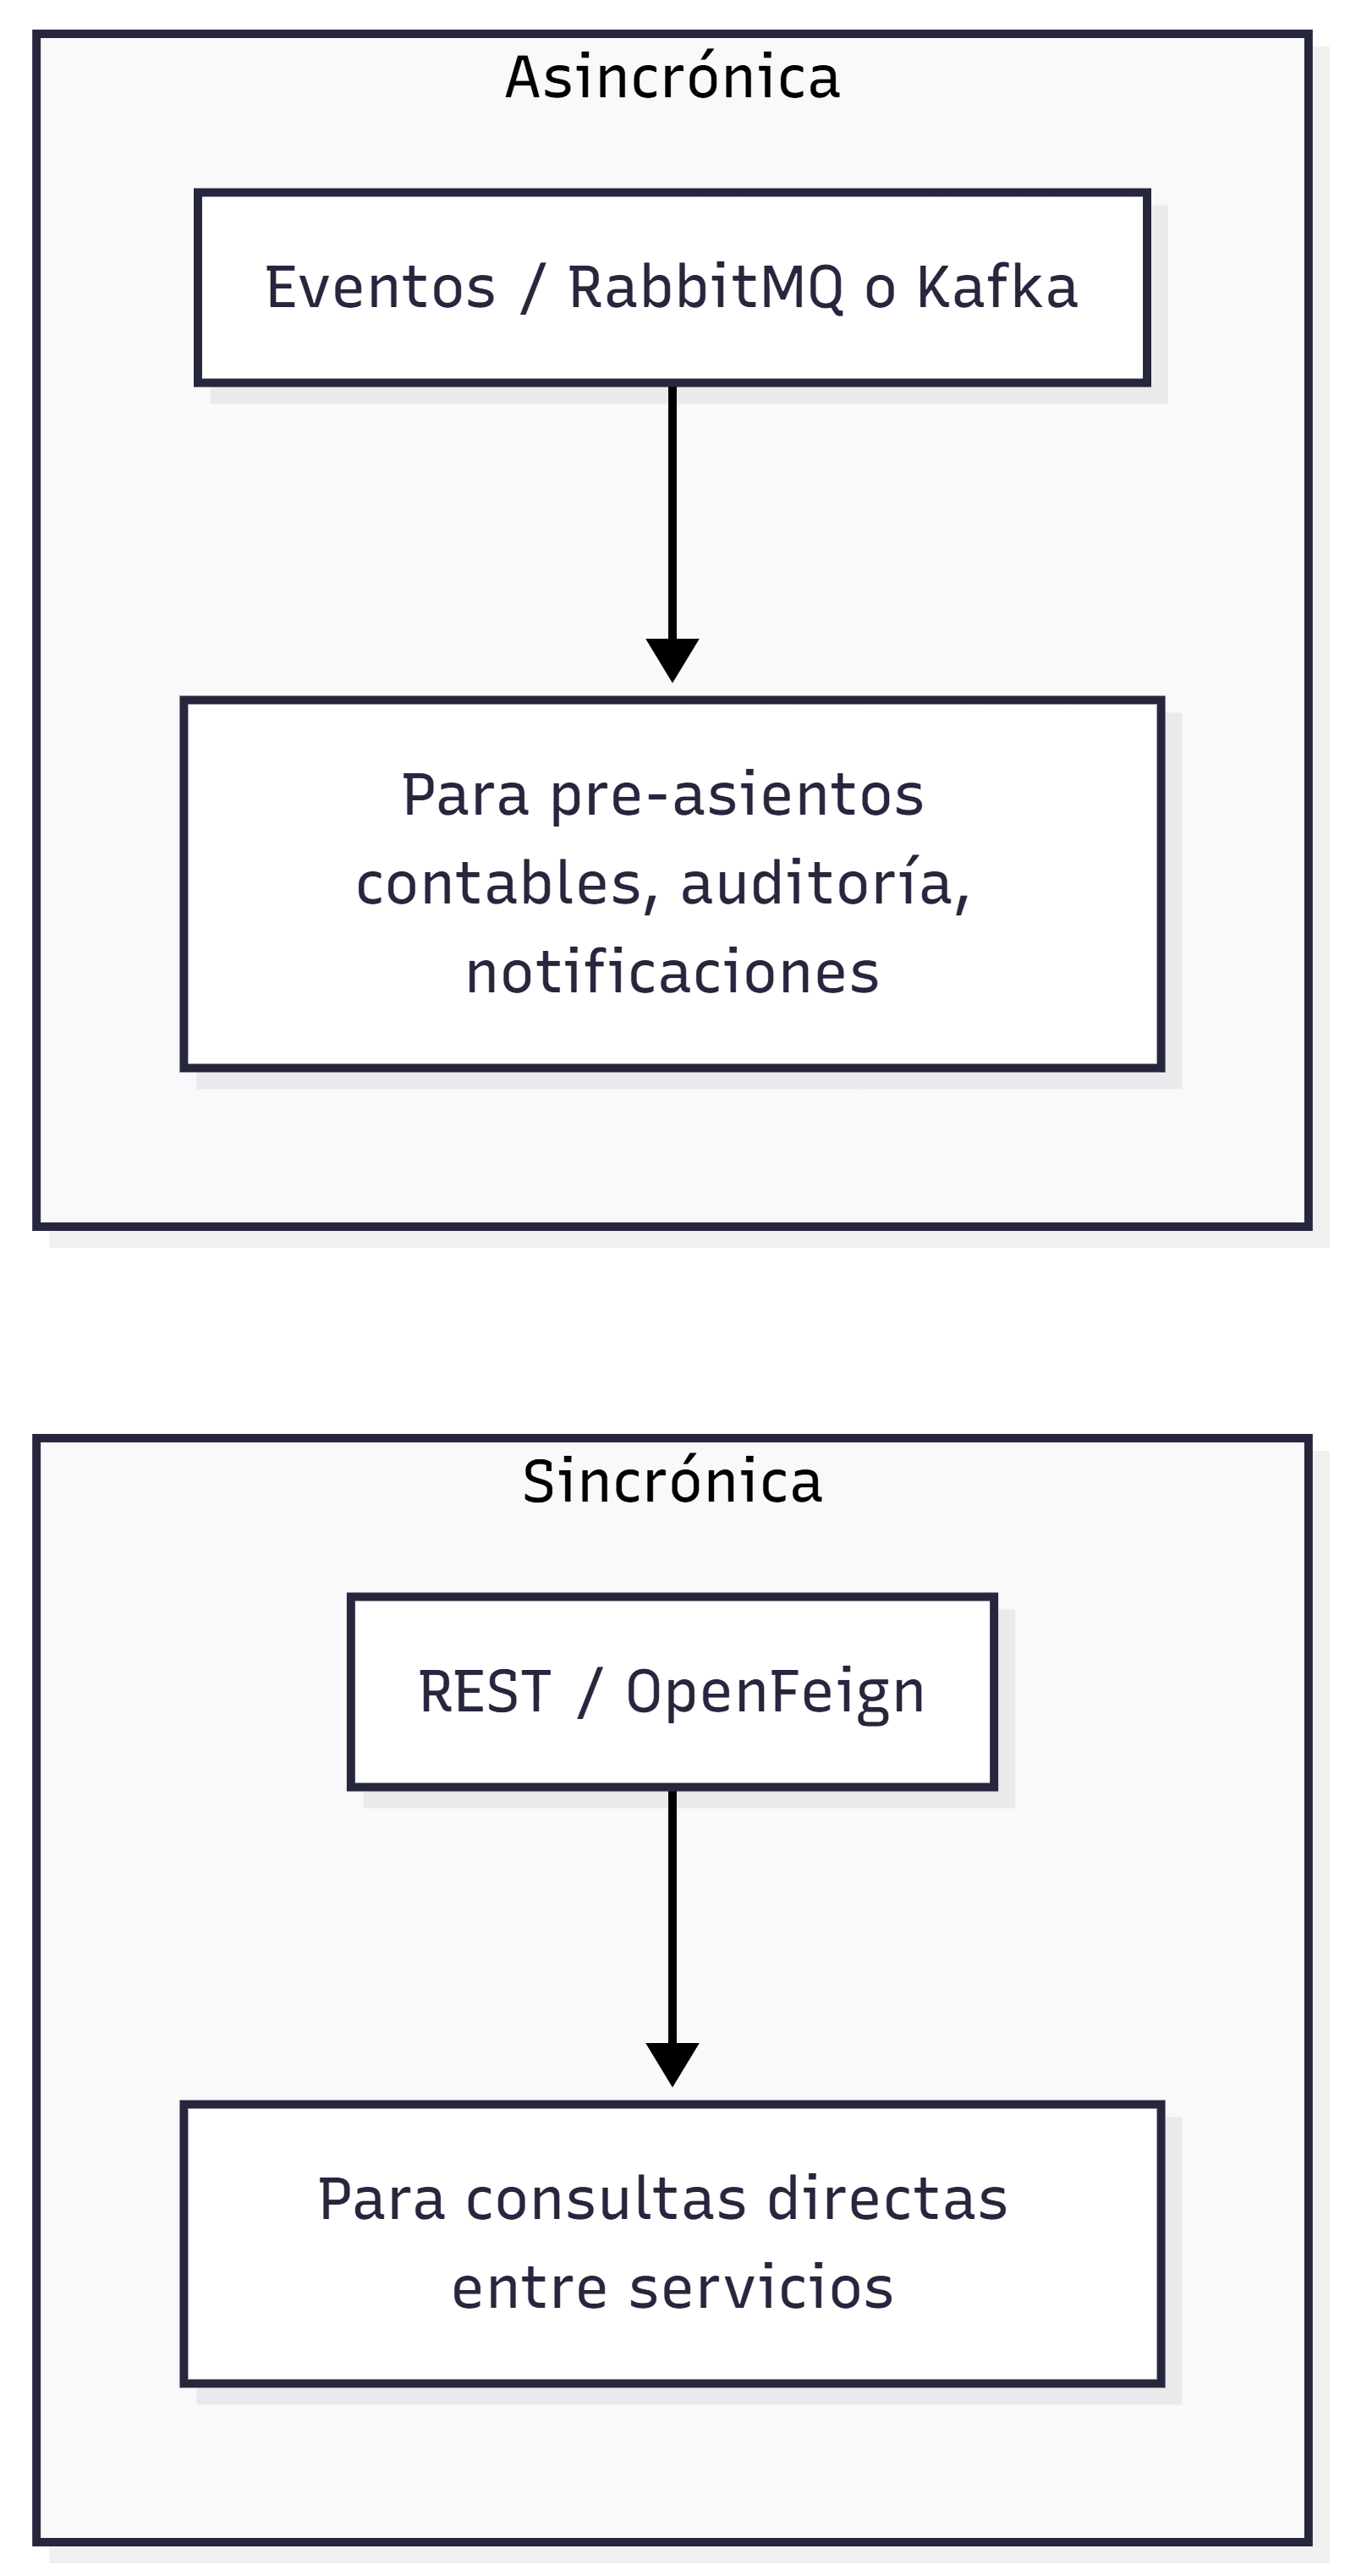 Asincrónica
Eventos / RabbitMQ o Kafka
Para pre-asientos
contables, auditoría,
notificaciones
Sincrónica
REST / OpenFeign
Para consultas directas
entre servicios